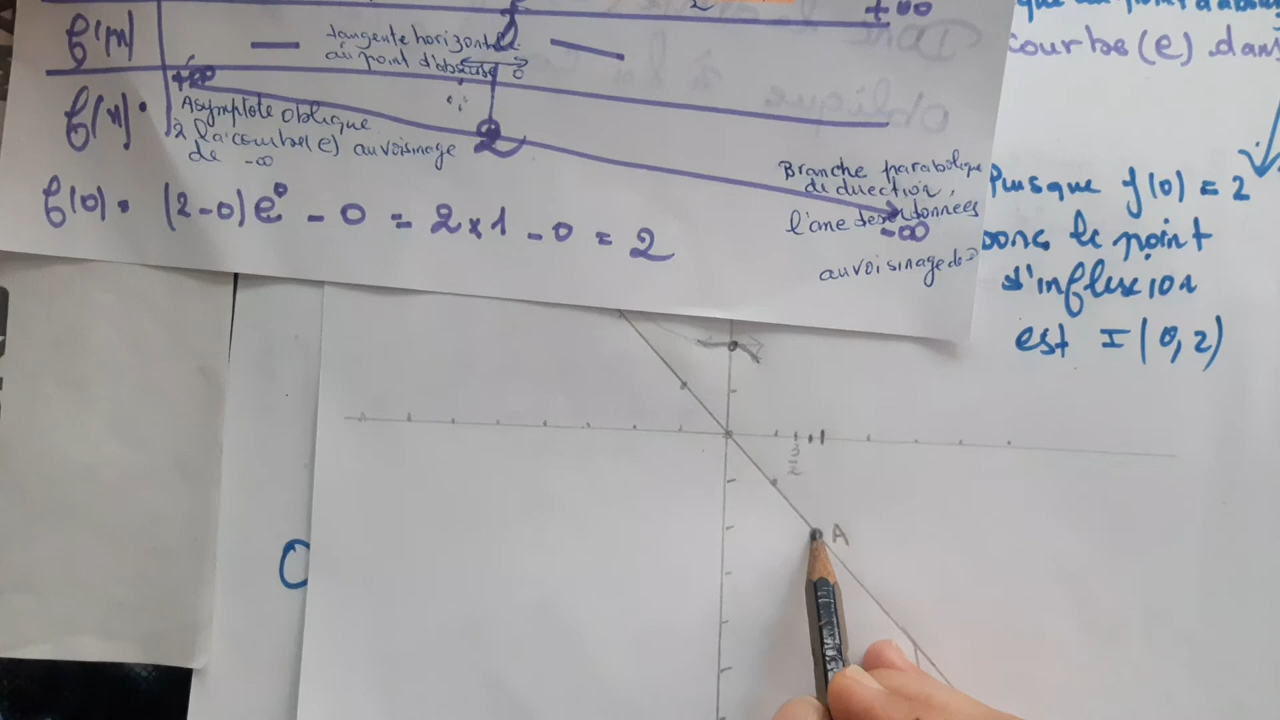 +∞
f'(x)
tangente horizontale
au point d'abscisse 0
+∞
f(x)
Asymptote oblique
à la courbe (C) au voisinage
de -∞
2
Branche parabolique
de direction,
l'axe des ordonnées
-∞
au voisinage de
f(0) = (2-0)e⁰ - 0 = 2x1 - 0 = 2
courbe (C) dans
Puisque f(0) = 2
Donc le point
d'inflexion
est I(0,2)
3
2
A